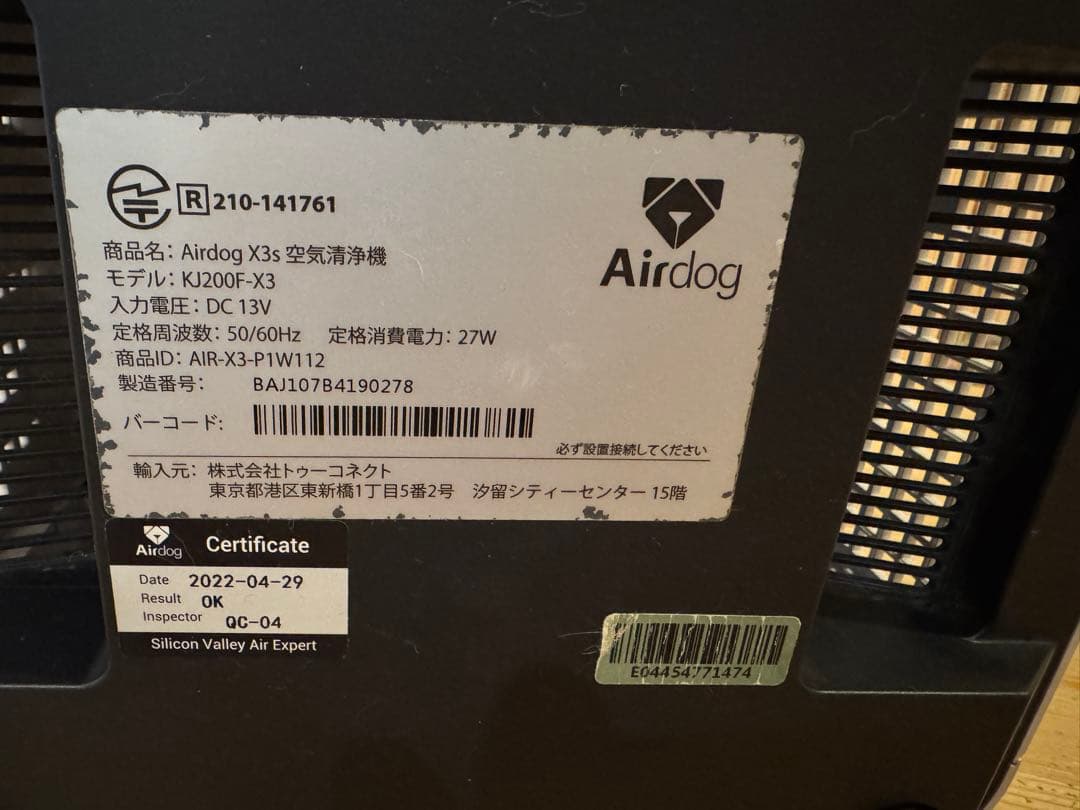 R 210-141761
Airdog
商品名: Airdog X3s 空気清浄機
モデル: KJ200F-X3
入力電圧: DC 13V
定格周波数: 50/60Hz 定格消費電力: 27W
商品ID: AIR-X3-P1W112
製造番号: BAJ107B4190278
バーコード:
必ず設置接続してください
輸入元: 株式会社トゥーコネクト
東京都港区東新橋1丁目5番2号 汐留シティーセンター 15階
Airdog Certificate
Date 2022-04-29
Result OK
Inspector QC-04
Silicon Valley Air Expert
E04454771474